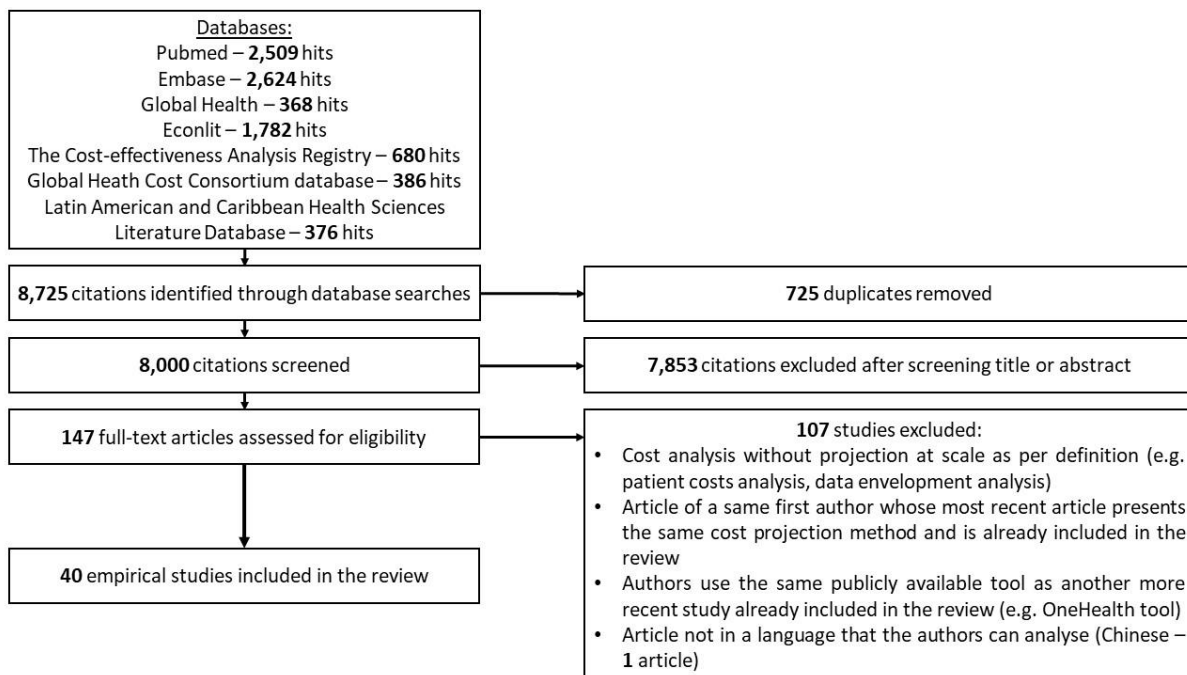 Databases:
Pubmed – 2,509 hits
Embase – 2,624 hits
Global Health – 368 hits
Econlit – 1,782 hits
The Cost-effectiveness Analysis Registry – 680 hits
Global Heath Cost Consortium database – 386 hits
Latin American and Caribbean Health Sciences
Literature Database – 376 hits
8,725 citations identified through database searches
725 duplicates removed
8,000 citations screened
7,853 citations excluded after screening title or abstract
147 full-text articles assessed for eligibility
107 studies excluded:
• Cost analysis without projection at scale as per definition (e.g.
patient costs analysis, data envelopment analysis)
• Article of a same first author whose most recent article presents
the same cost projection method and is already included in the
review
• Authors use the same publicly available tool as another more
recent study already included in the review (e.g. OneHealth tool)
• Article not in a language that the authors can analyse (Chinese –
1 article)
40 empirical studies included in the review